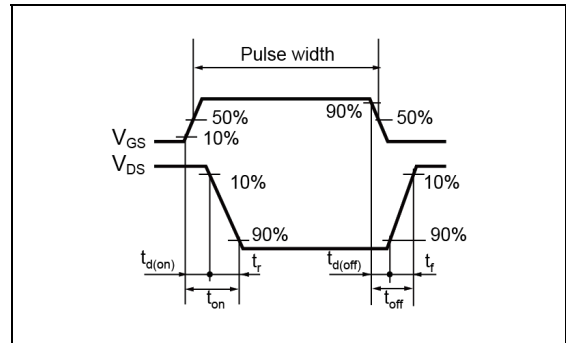 Pulse width
90%
50%
50%
10%
VGS
VDS
10%
10%
90%
90%
td(on)
tr
td(off)
tf
ton
toff